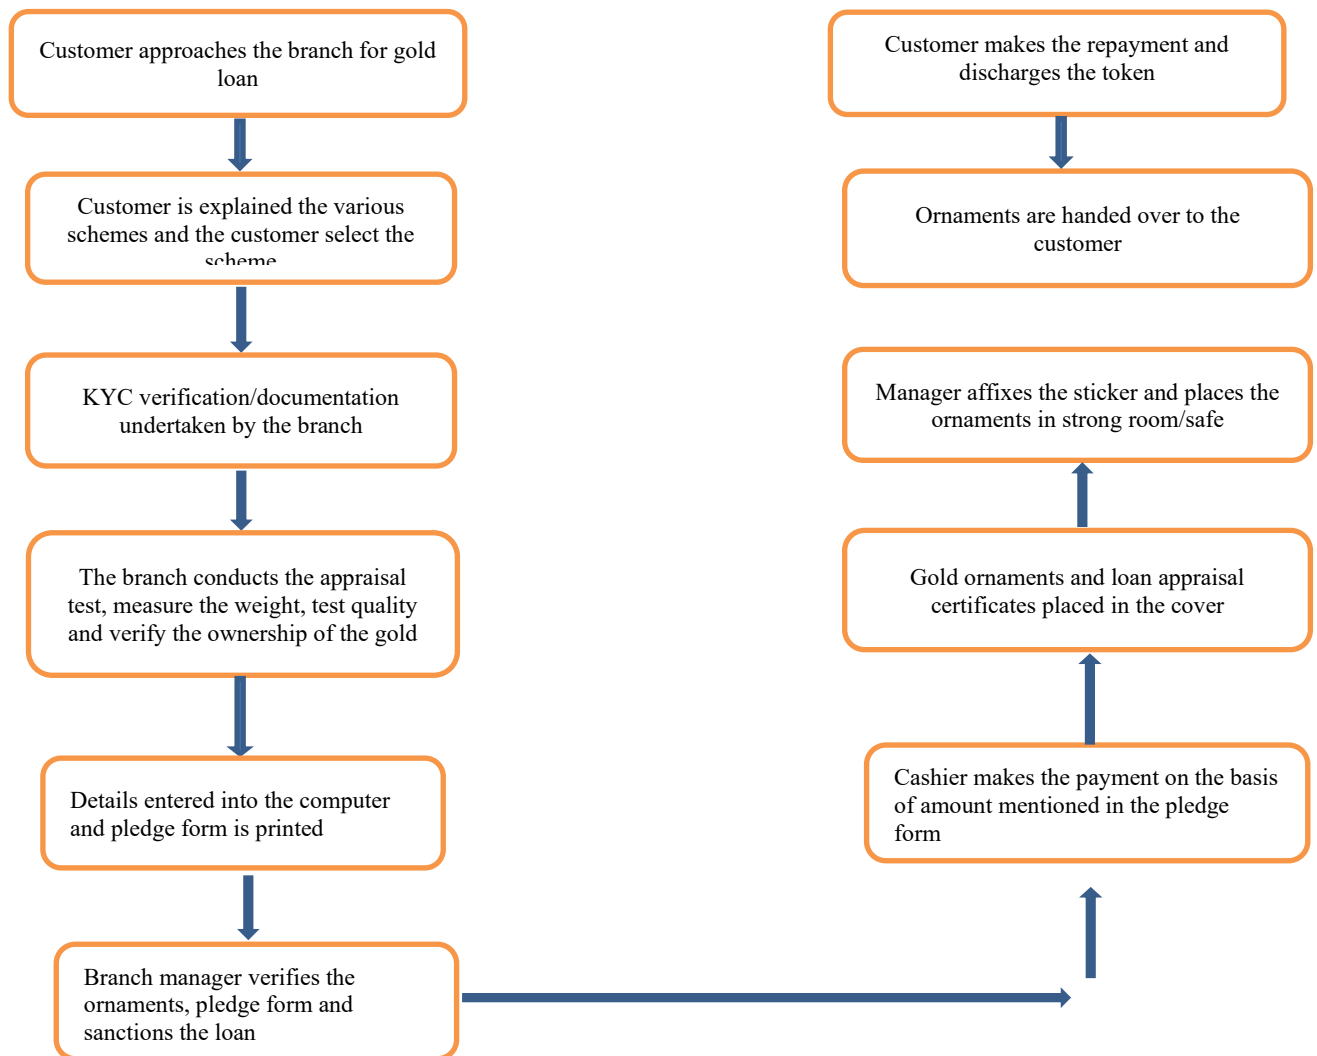 Customer approaches the branch for gold
loan
Customer is explained the various
schemes and the customer select the
scheme
KYC verification/documentation
undertaken by the branch
The branch conducts the appraisal
test, measure the weight, test quality
and verify the ownership of the gold
Details entered into the computer
and pledge form is printed
Branch manager verifies the
ornaments, pledge form and
sanctions the loan
Customer makes the repayment and
discharges the token
Ornaments are handed over to the
customer
Manager affixes the sticker and places the
ornaments in strong room/safe
Gold ornaments and loan appraisal
certificates placed in the cover
Cashier makes the payment on the basis
of amount mentioned in the pledge
form